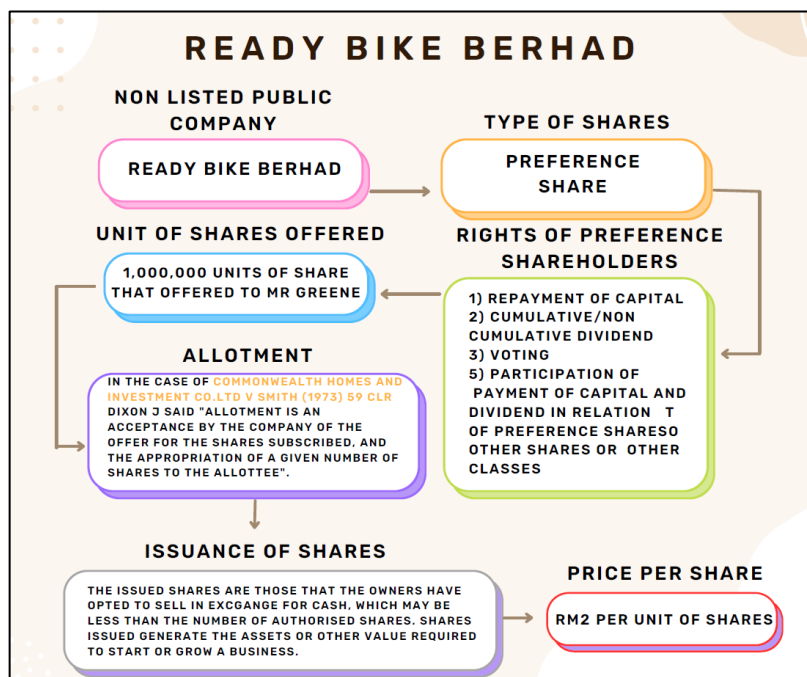 READY BIKE BERHAD
NON LISTED PUBLIC
COMPANY
READY BIKE BERHAD
TYPE OF SHARES
PREFERENCE
SHARE
RIGHTS OF PREFERENCE
SHAREHOLDERS
1) REPAYMENT OF CAPITAL
2) CUMULATIVE/NON
CUMULATIVE DIVIDEND
3) VOTING
5) PARTICIPATION OF
PAYMENT OF CAPITAL AND
DIVIDEND IN RELATION T
OF PREFERENCE SHARESO
OTHER SHARES OR OTHER
CLASSES
UNIT OF SHARES OFFERED
1,000,000 UNITS OF SHARE
THAT OFFERED TO MR GREENE
ALLOTMENT
IN THE CASE OF COMMONWEALTH HOMES AND
INVESTMENT CO.LTD V SMITH (1973) 59 CLR
DIXON J SAID "ALLOTMENT IS AN
ACCEPTANCE BY THE COMPANY OF THE
OFFER FOR THE SHARES SUBSCRIBED, AND
THE APPROPRIATION OF A GIVEN NUMBER OF
SHARES TO THE ALLOTTEE".
ISSUANCE OF SHARES
THE ISSUED SHARES ARE THOSE THAT THE OWNERS HAVE
OPTED TO SELL IN EXCGANGE FOR CASH, WHICH MAY BE
LESS THAN THE NUMBER OF AUTHORISED SHARES. SHARES
ISSUED GENERATE THE ASSETS OR OTHER VALUE REQUIRED
TO START OR GROW A BUSINESS.
PRICE PER SHARE
RM2 PER UNIT OF SHARES